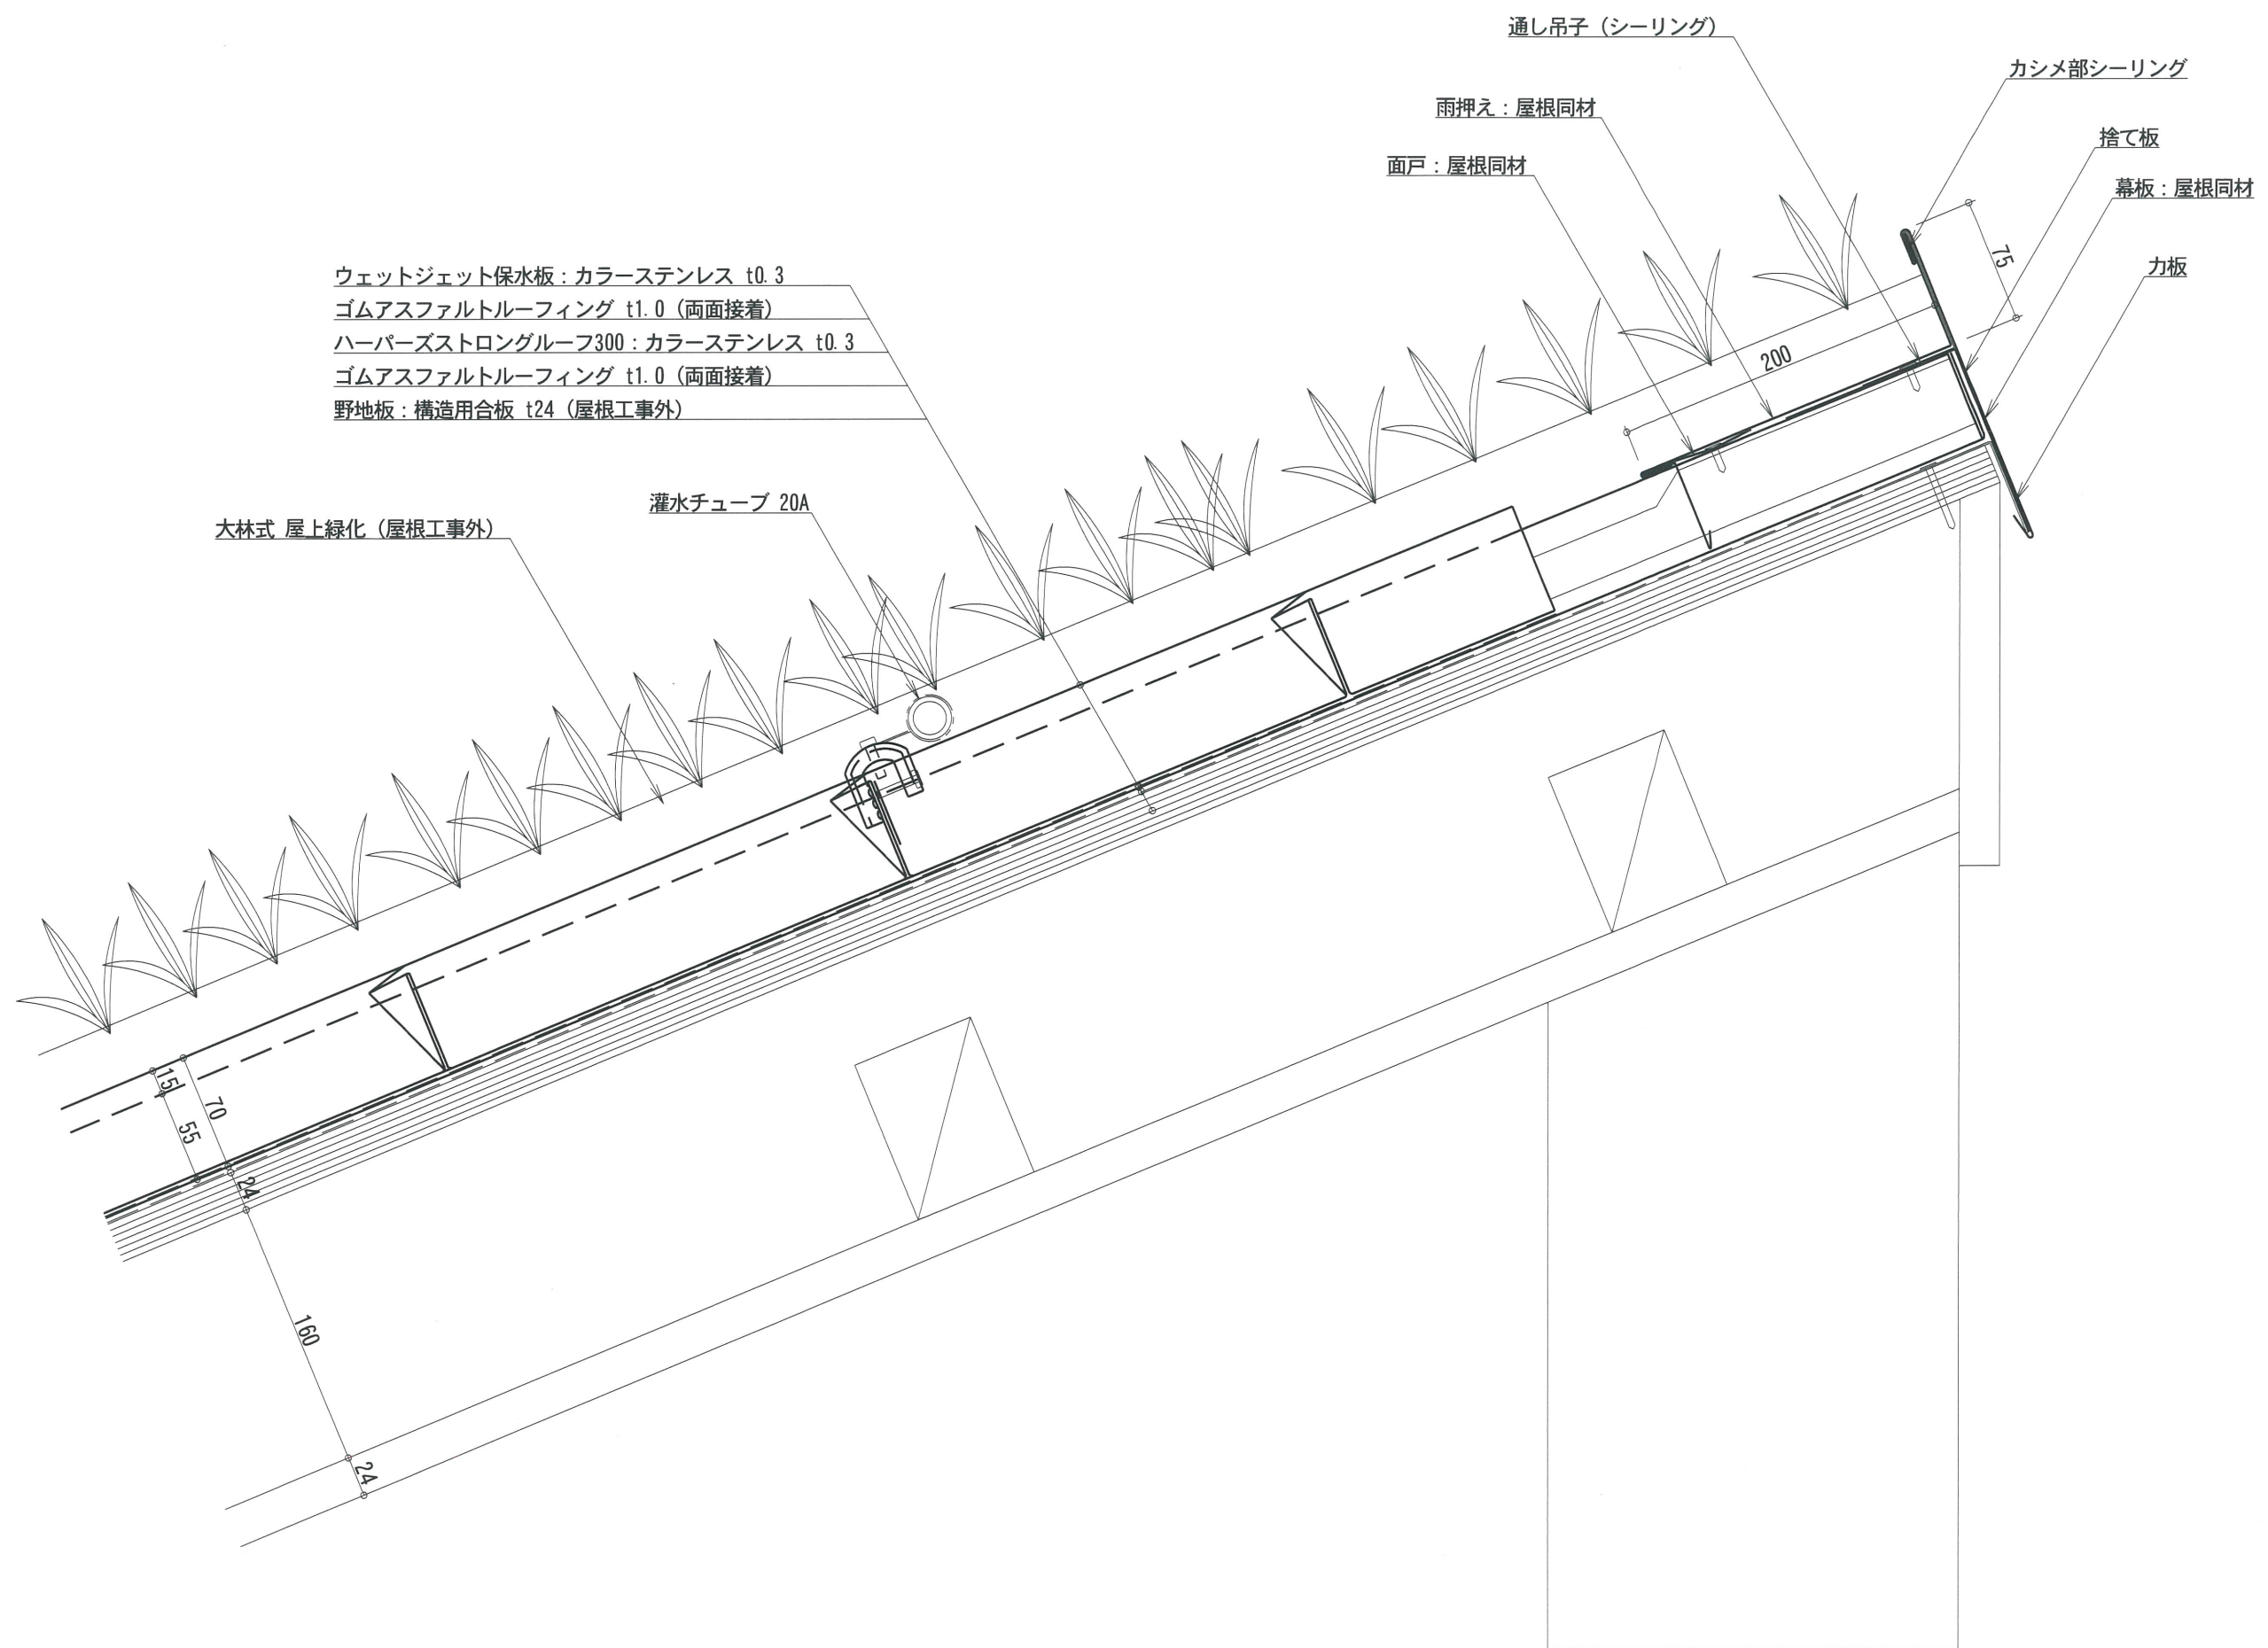 通し吊子（シーリング）
カシメ部シーリング
雨押え：屋根同材
捨て板
面戸：屋根同材
幕板：屋根同材
75
力板
ウェットジェット保水板：カラーステンレス t0.3
ゴムアスファルトルーフィング t1.0（両面接着）
ハーパーズストロングルーフ300：カラーステンレス t0.3
ゴムアスファルトルーフィング t1.0（両面接着）
野地板：構造用合板 t24（屋根工事外）
200
灌水チューブ 20A
大林式 屋上緑化（屋根工事外）
15
70
55
24
160
24